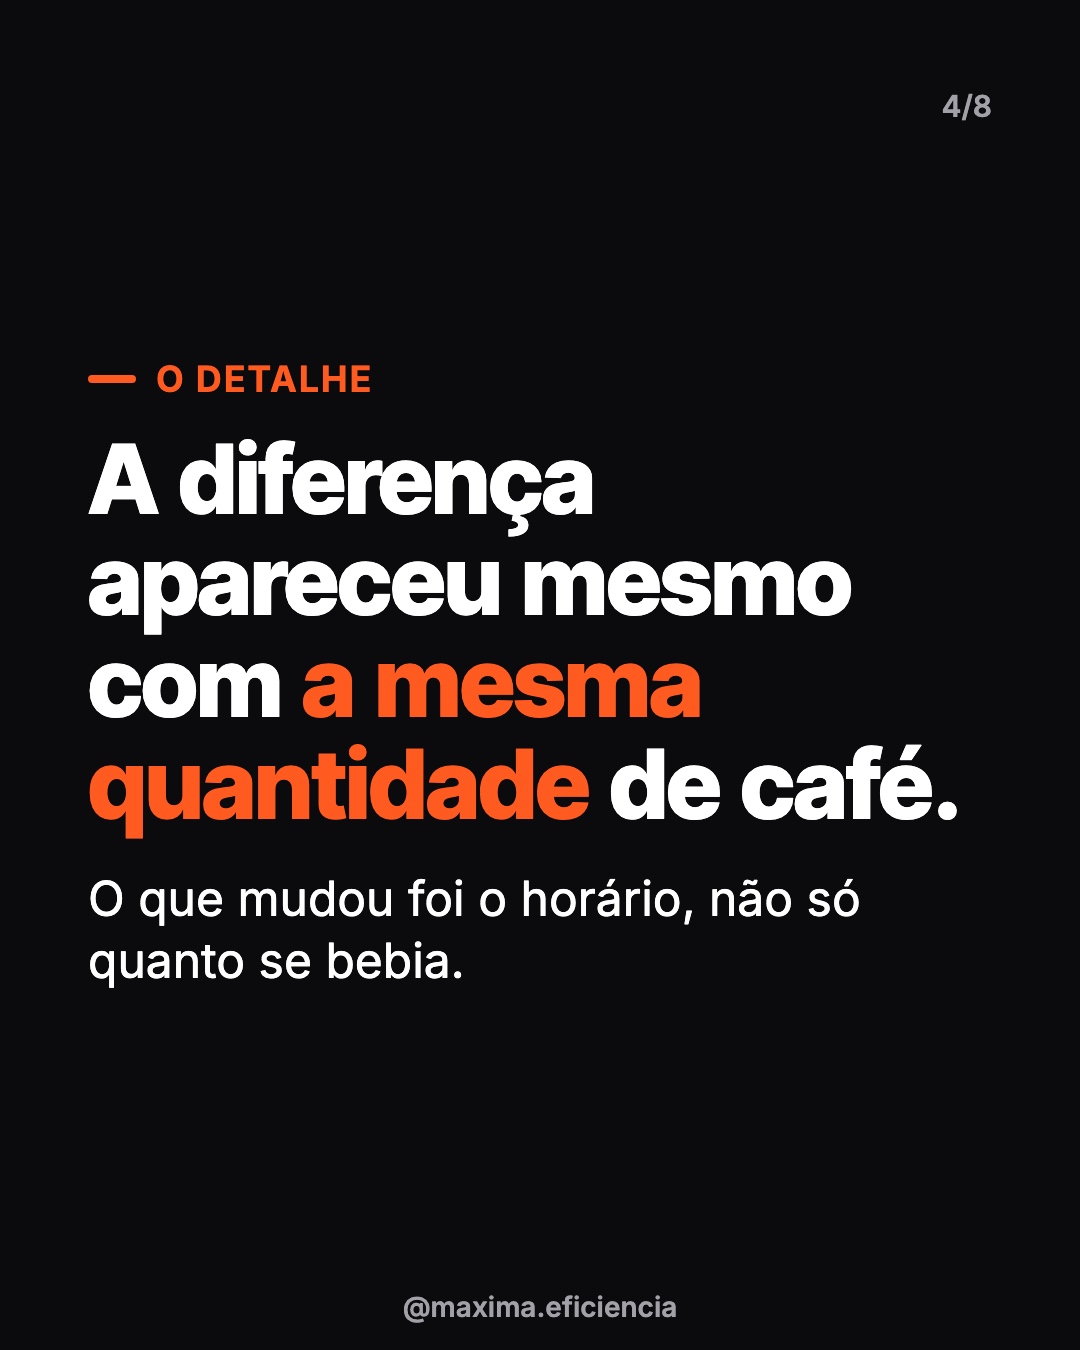 4/8
O DETALHE
A diferença
apareceu mesmo
com a mesma
quantidade de café.
O que mudou foi o horário, não só
quanto se bebia.
@maxima.eficiencia